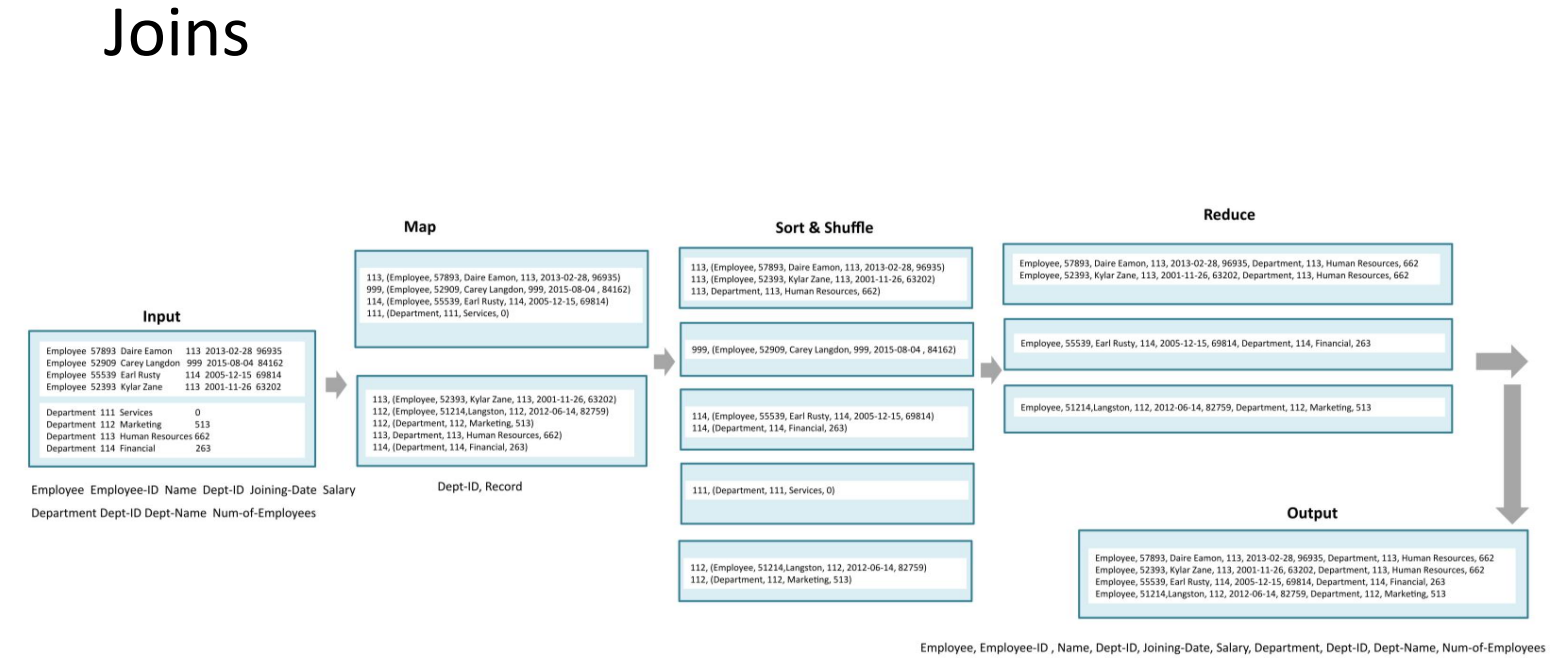 Joins
Input
Employee 57893 Daire Eamon 113 2013-02-28 96935
Employee 52909 Carey Langdon 999 2015-08-04 84162
Employee 55539 Earl Rusty 114 2005-12-15 69814
Employee 52393 Kylar Zane 113 2001-11-26 63202
Department 111 Services 0
Department 112 Marketing 513
Department 113 Human Resources 662
Department 114 Financial 263
Employee Employee-ID Name Dept-ID Joining-Date Salary
Department Dept-ID Dept-Name Num-of-Employees
Map
113, (Employee, 57893, Daire Eamon, 113, 2013-02-28, 96935)
999, (Employee, 52909, Carey Langdon, 999, 2015-08-04 , 84162)
114, (Employee, 55539, Earl Rusty, 114, 2005-12-15, 69814)
111, (Department, 111, Services, 0)
113, (Employee, 52393, Kylar Zane, 113, 2001-11-26, 63202)
112, (Employee, 51214,Langston, 112, 2012-06-14, 82759)
112, (Department, 112, Marketing, 513)
113, Department, 113, Human Resources, 662)
114, (Department, 114, Financial, 263)
Dept-ID, Record
Sort & Shuffle
113, (Employee, 57893, Daire Eamon, 113, 2013-02-28, 96935)
113, (Employee, 52393, Kylar Zane, 113, 2001-11-26, 63202)
113, Department, 113, Human Resources, 662)
999, (Employee, 52909, Carey Langdon, 999, 2015-08-04 , 84162)
114, (Employee, 55539, Earl Rusty, 114, 2005-12-15, 69814)
114, (Department, 114, Financial, 263)
111, (Department, 111, Services, 0)
112, (Employee, 51214,Langston, 112, 2012-06-14, 82759)
112, (Department, 112, Marketing, 513)
Reduce
Employee, 57893, Daire Eamon, 113, 2013-02-28, 96935, Department, 113, Human Resources, 662
Employee, 52393, Kylar Zane, 113, 2001-11-26, 63202, Department, 113, Human Resources, 662
Employee, 55539, Earl Rusty, 114, 2005-12-15, 69814, Department, 114, Financial, 263
Employee, 51214,Langston, 112, 2012-06-14, 82759, Department, 112, Marketing, 513
Output
Employee, 57893, Daire Eamon, 113, 2013-02-28, 96935, Department, 113, Human Resources, 662
Employee, 52393, Kylar Zane, 113, 2001-11-26, 63202, Department, 113, Human Resources, 662
Employee, 55539, Earl Rusty, 114, 2005-12-15, 69814, Department, 114, Financial, 263
Employee, 51214,Langston, 112, 2012-06-14, 82759, Department, 112, Marketing, 513
Employee, Employee-ID , Name, Dept-ID, Joining-Date, Salary, Department, Dept-ID, Dept-Name, Num-of-Employees